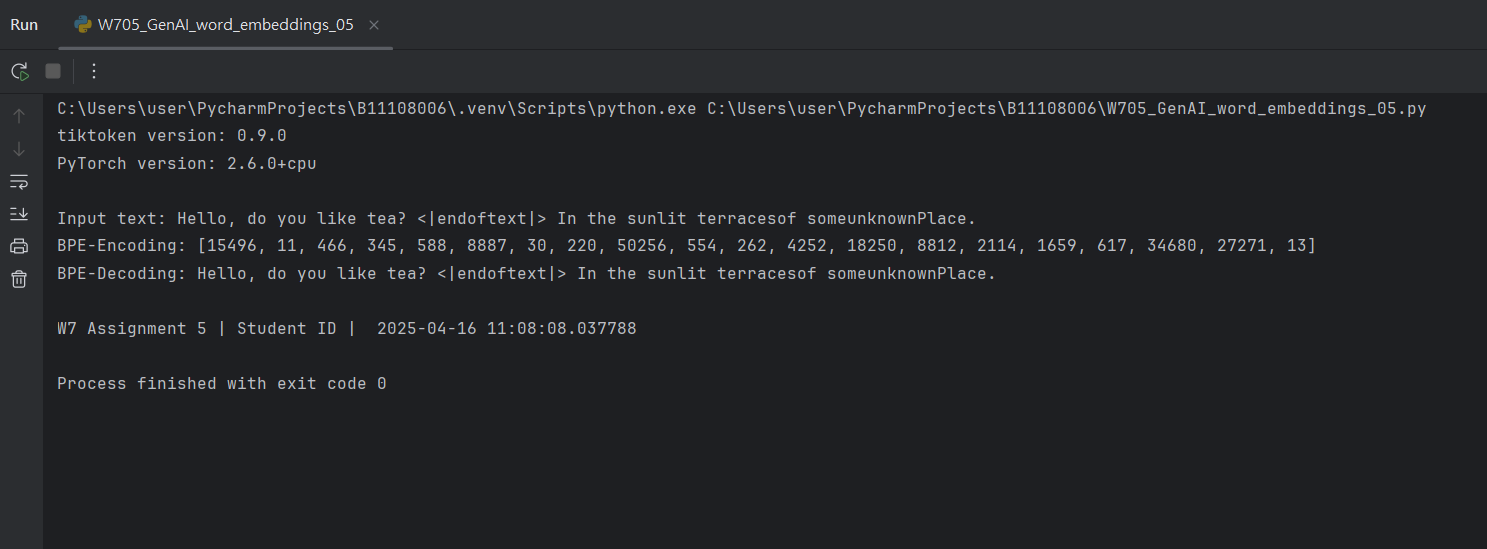 Run W705_GenAI_word_embeddings_05
C:\Users\user\PycharmProjects\B11108006\.venv\Scripts\python.exe C:\Users\user\PycharmProjects\B11108006\W705_GenAI_word_embeddings_05.py
tiktoken version: 0.9.0
PyTorch version: 2.6.0+cpu
Input text: Hello, do you like tea? <|endoftext|> In the sunlit terracesof someunknownPlace.
BPE-Encoding: [15496, 11, 466, 345, 588, 8887, 30, 220, 50256, 554, 262, 4252, 18250, 8812, 2114, 1659, 617, 34680, 27271, 13]
BPE-Decoding: Hello, do you like tea? <|endoftext|> In the sunlit terracesof someunknownPlace.
W7 Assignment 5 | Student ID |  2025-04-16 11:08:08.037788
Process finished with exit code 0